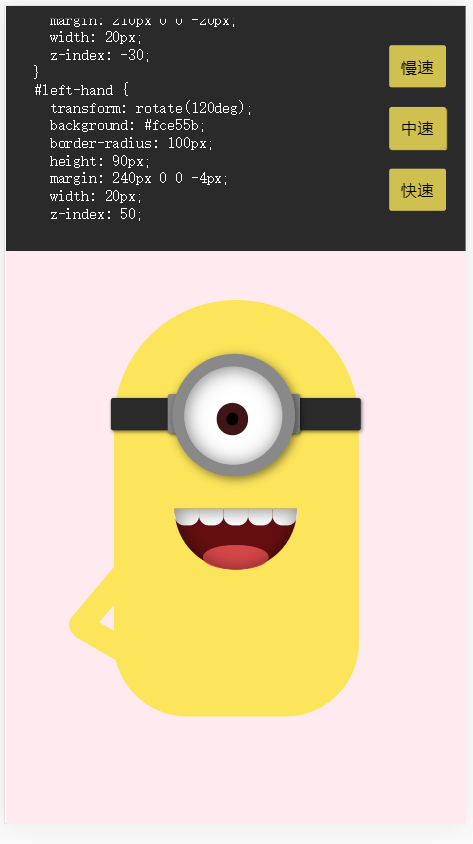 margin: 210px 0 0 -20px;
width: 20px;
z-index: -30;
}
#left-hand {
transform: rotate(120deg);
background: #fce55b;
border-radius: 100px;
height: 90px;
margin: 240px 0 0 -4px;
width: 20px;
z-index: 50;
慢速
中速
快速